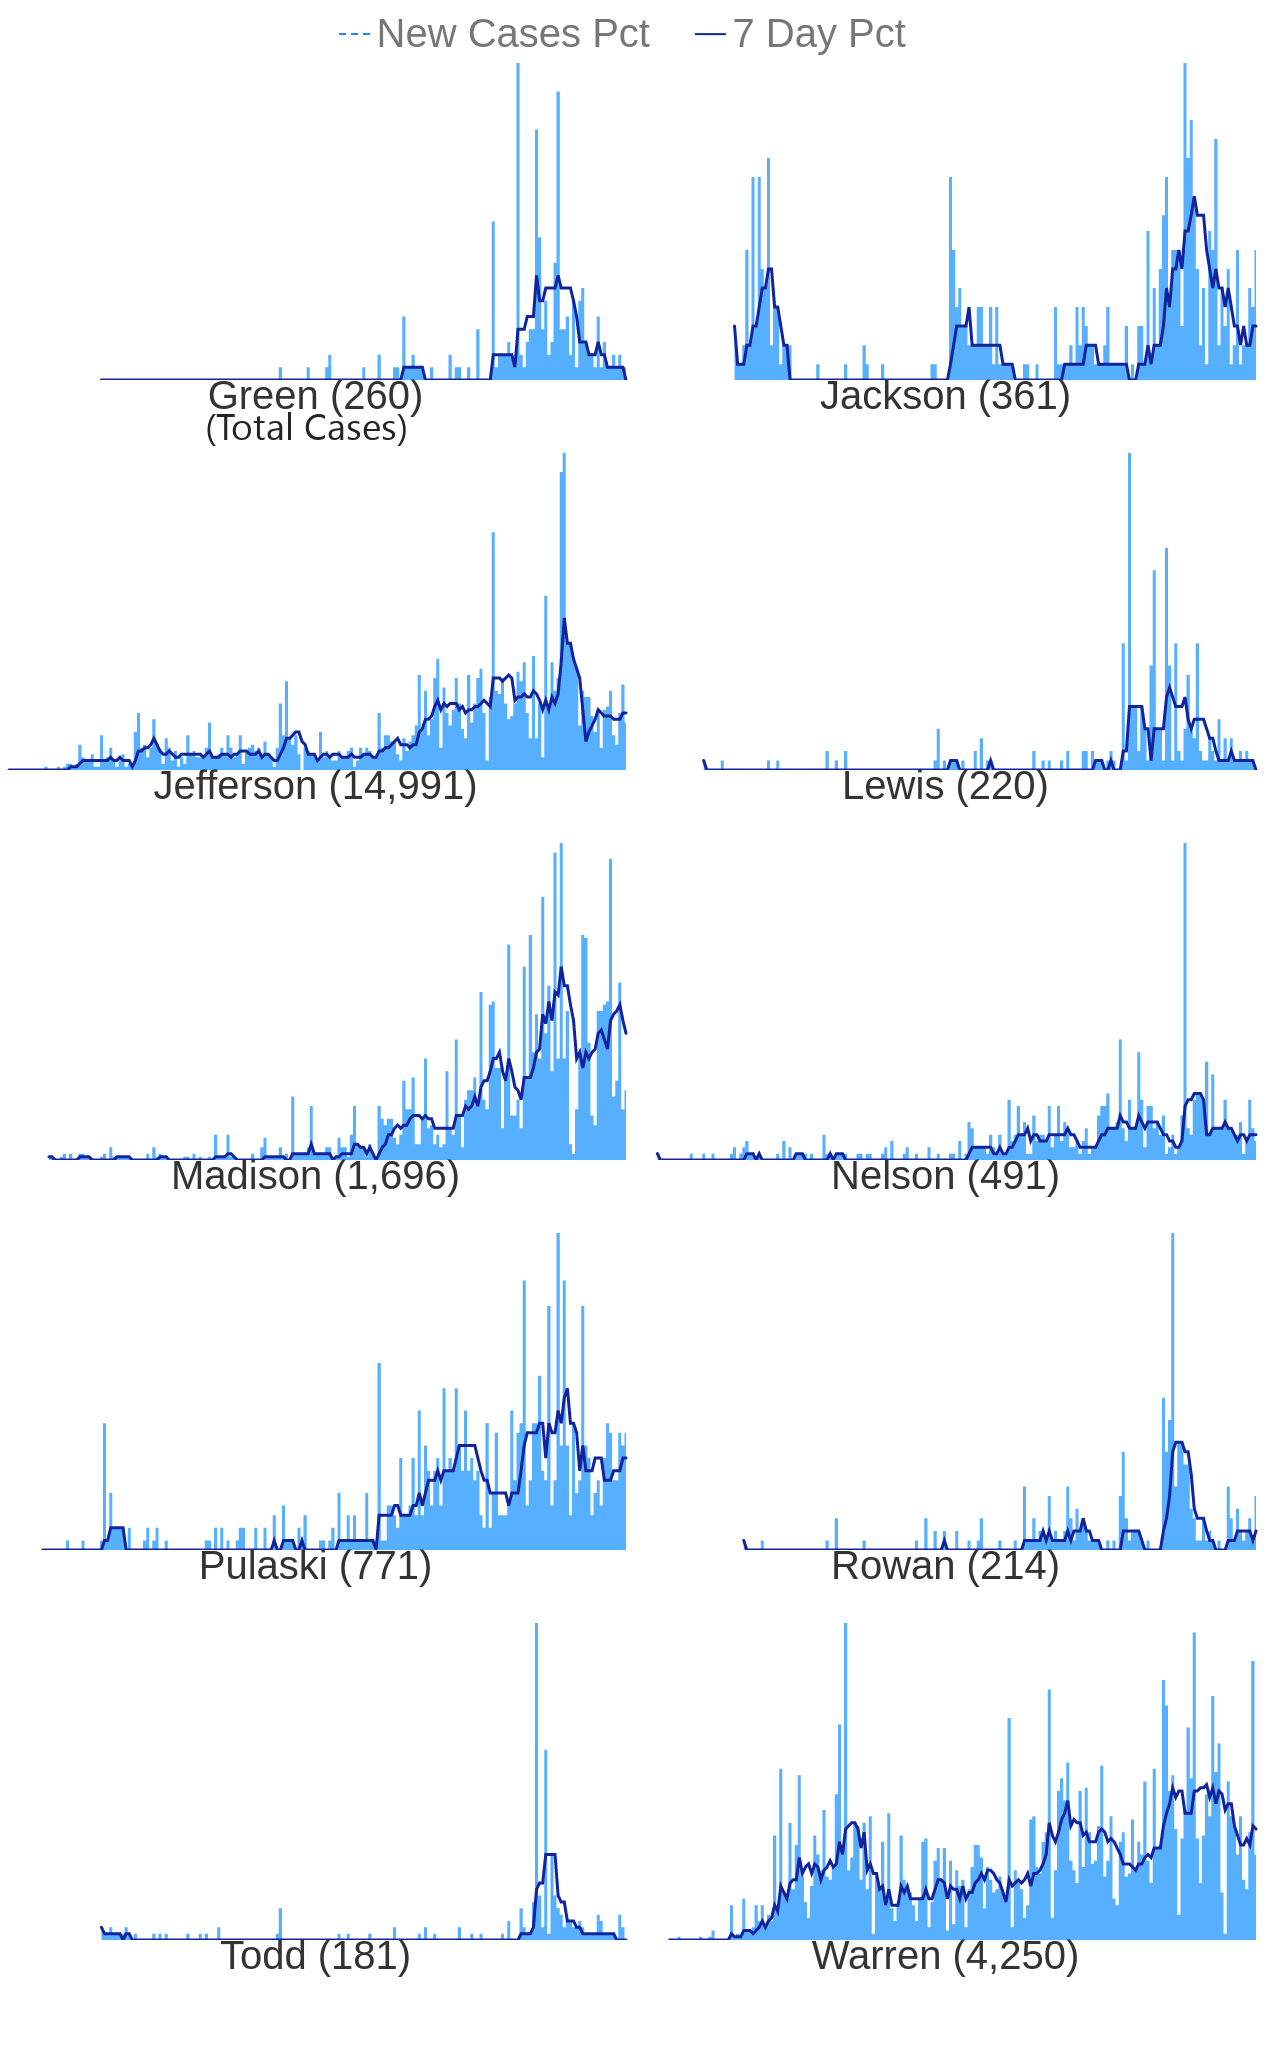 New Cases Pct 7 Day Pct
Green (260) Jackson (361)
(Total Cases)
Jefferson (14,991) Lewis (220)
Madison (1,696) Nelson (491)
Pulaski (771) Rowan (214)
Todd (181) Warren (4,250)